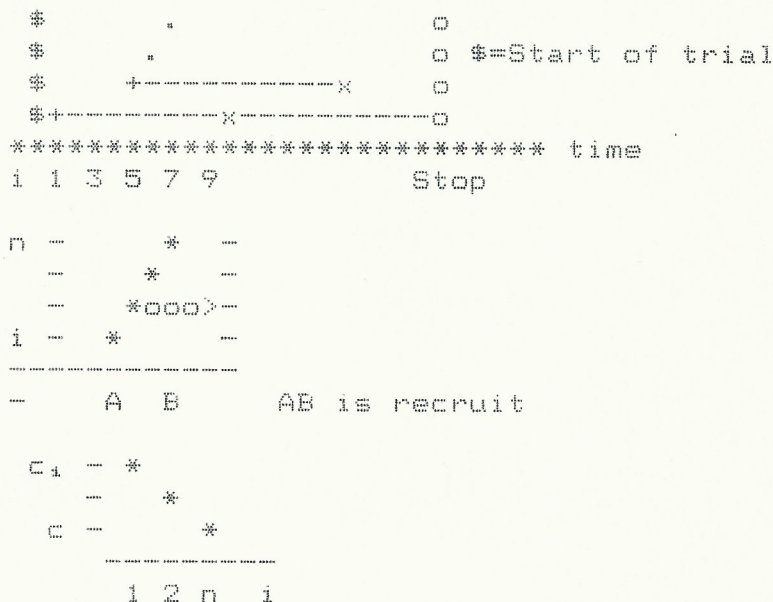 $ . o
$ . o $=Start of trial
$ +-----------x o
$+--------x----------o
****************************** time
i 1 3 5 7 9 Stop
n - * -
- * -
- *ooo>-
i - * -
-------------
- A B AB is recruit
c₁ - *
- *
c - *
----------
1 2 n i